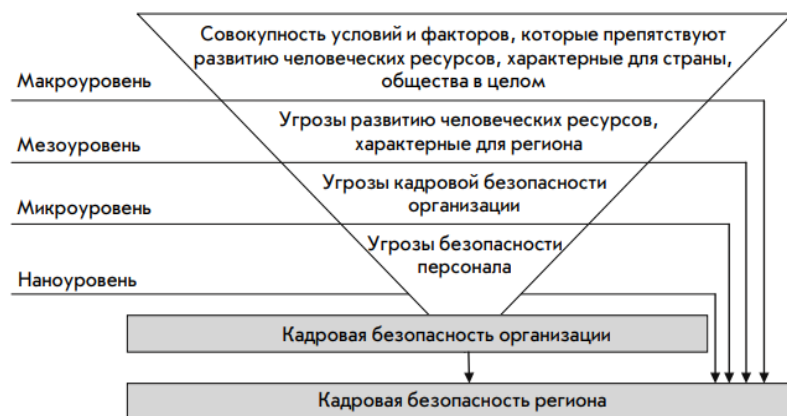 Совокупность условий и факторов, которые препятствуют
развитию человеческих ресурсов, характерные для страны,
общества в целом
Макроуровень
Угрозы развитию человеческих ресурсов,
характерные для региона
Мезоуровень
Угрозы кадровой безопасности
организации
Микроуровень
Угрозы безопасности
персонала
Наноуровень
Кадровая безопасность организации
Кадровая безопасность региона